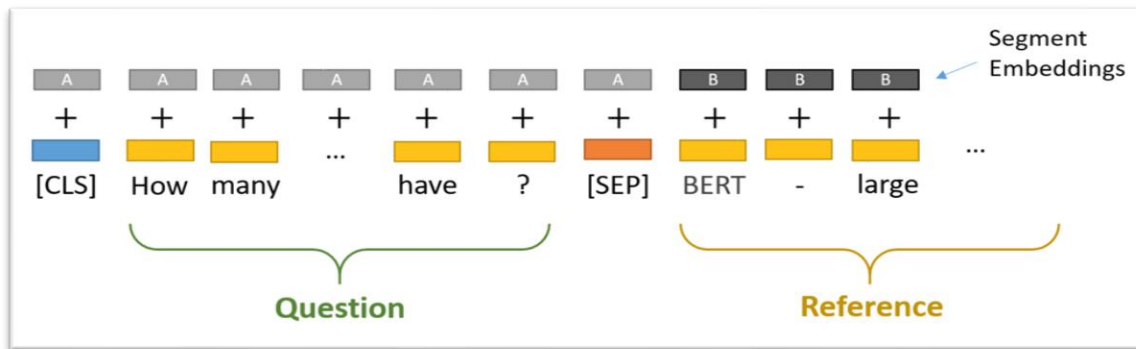 Segment
Embeddings
A A A A A A A B B B
+ + + + + + + + + +
... ...
[CLS] How many have ? [SEP] BERT - large
Question Reference